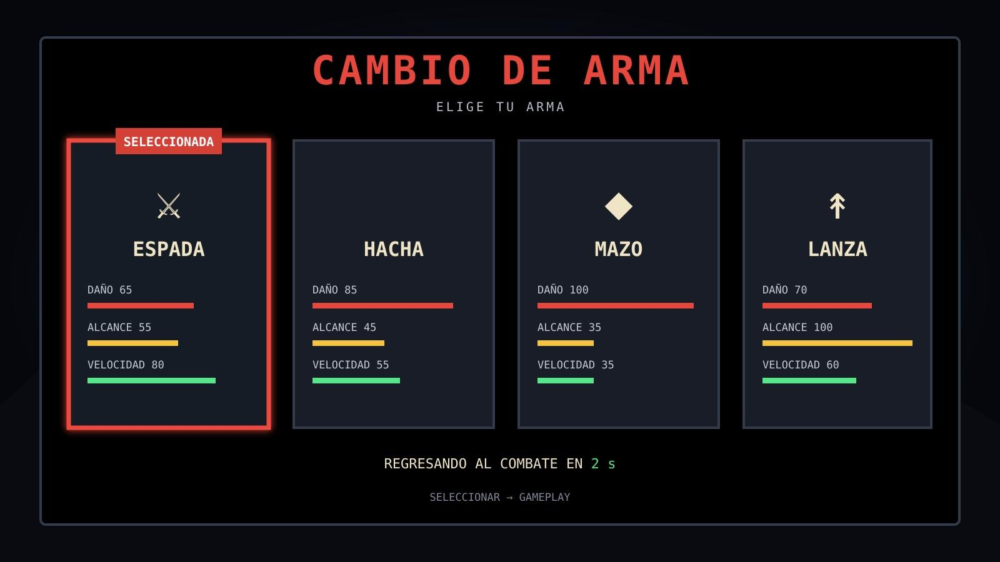 CAMBIO DE ARMA
ELIGE TU ARMA
SELECCIONADA
ESPADA
DAÑO 65
ALCANCE 55
VELOCIDAD 80
HACHA
DAÑO 85
ALCANCE 45
VELOCIDAD 55
MAZO
DAÑO 100
ALCANCE 35
VELOCIDAD 35
LANZA
DAÑO 70
ALCANCE 100
VELOCIDAD 60
REGRESANDO AL COMBATE EN 2 s
SELECCIONAR → GAMEPLAY